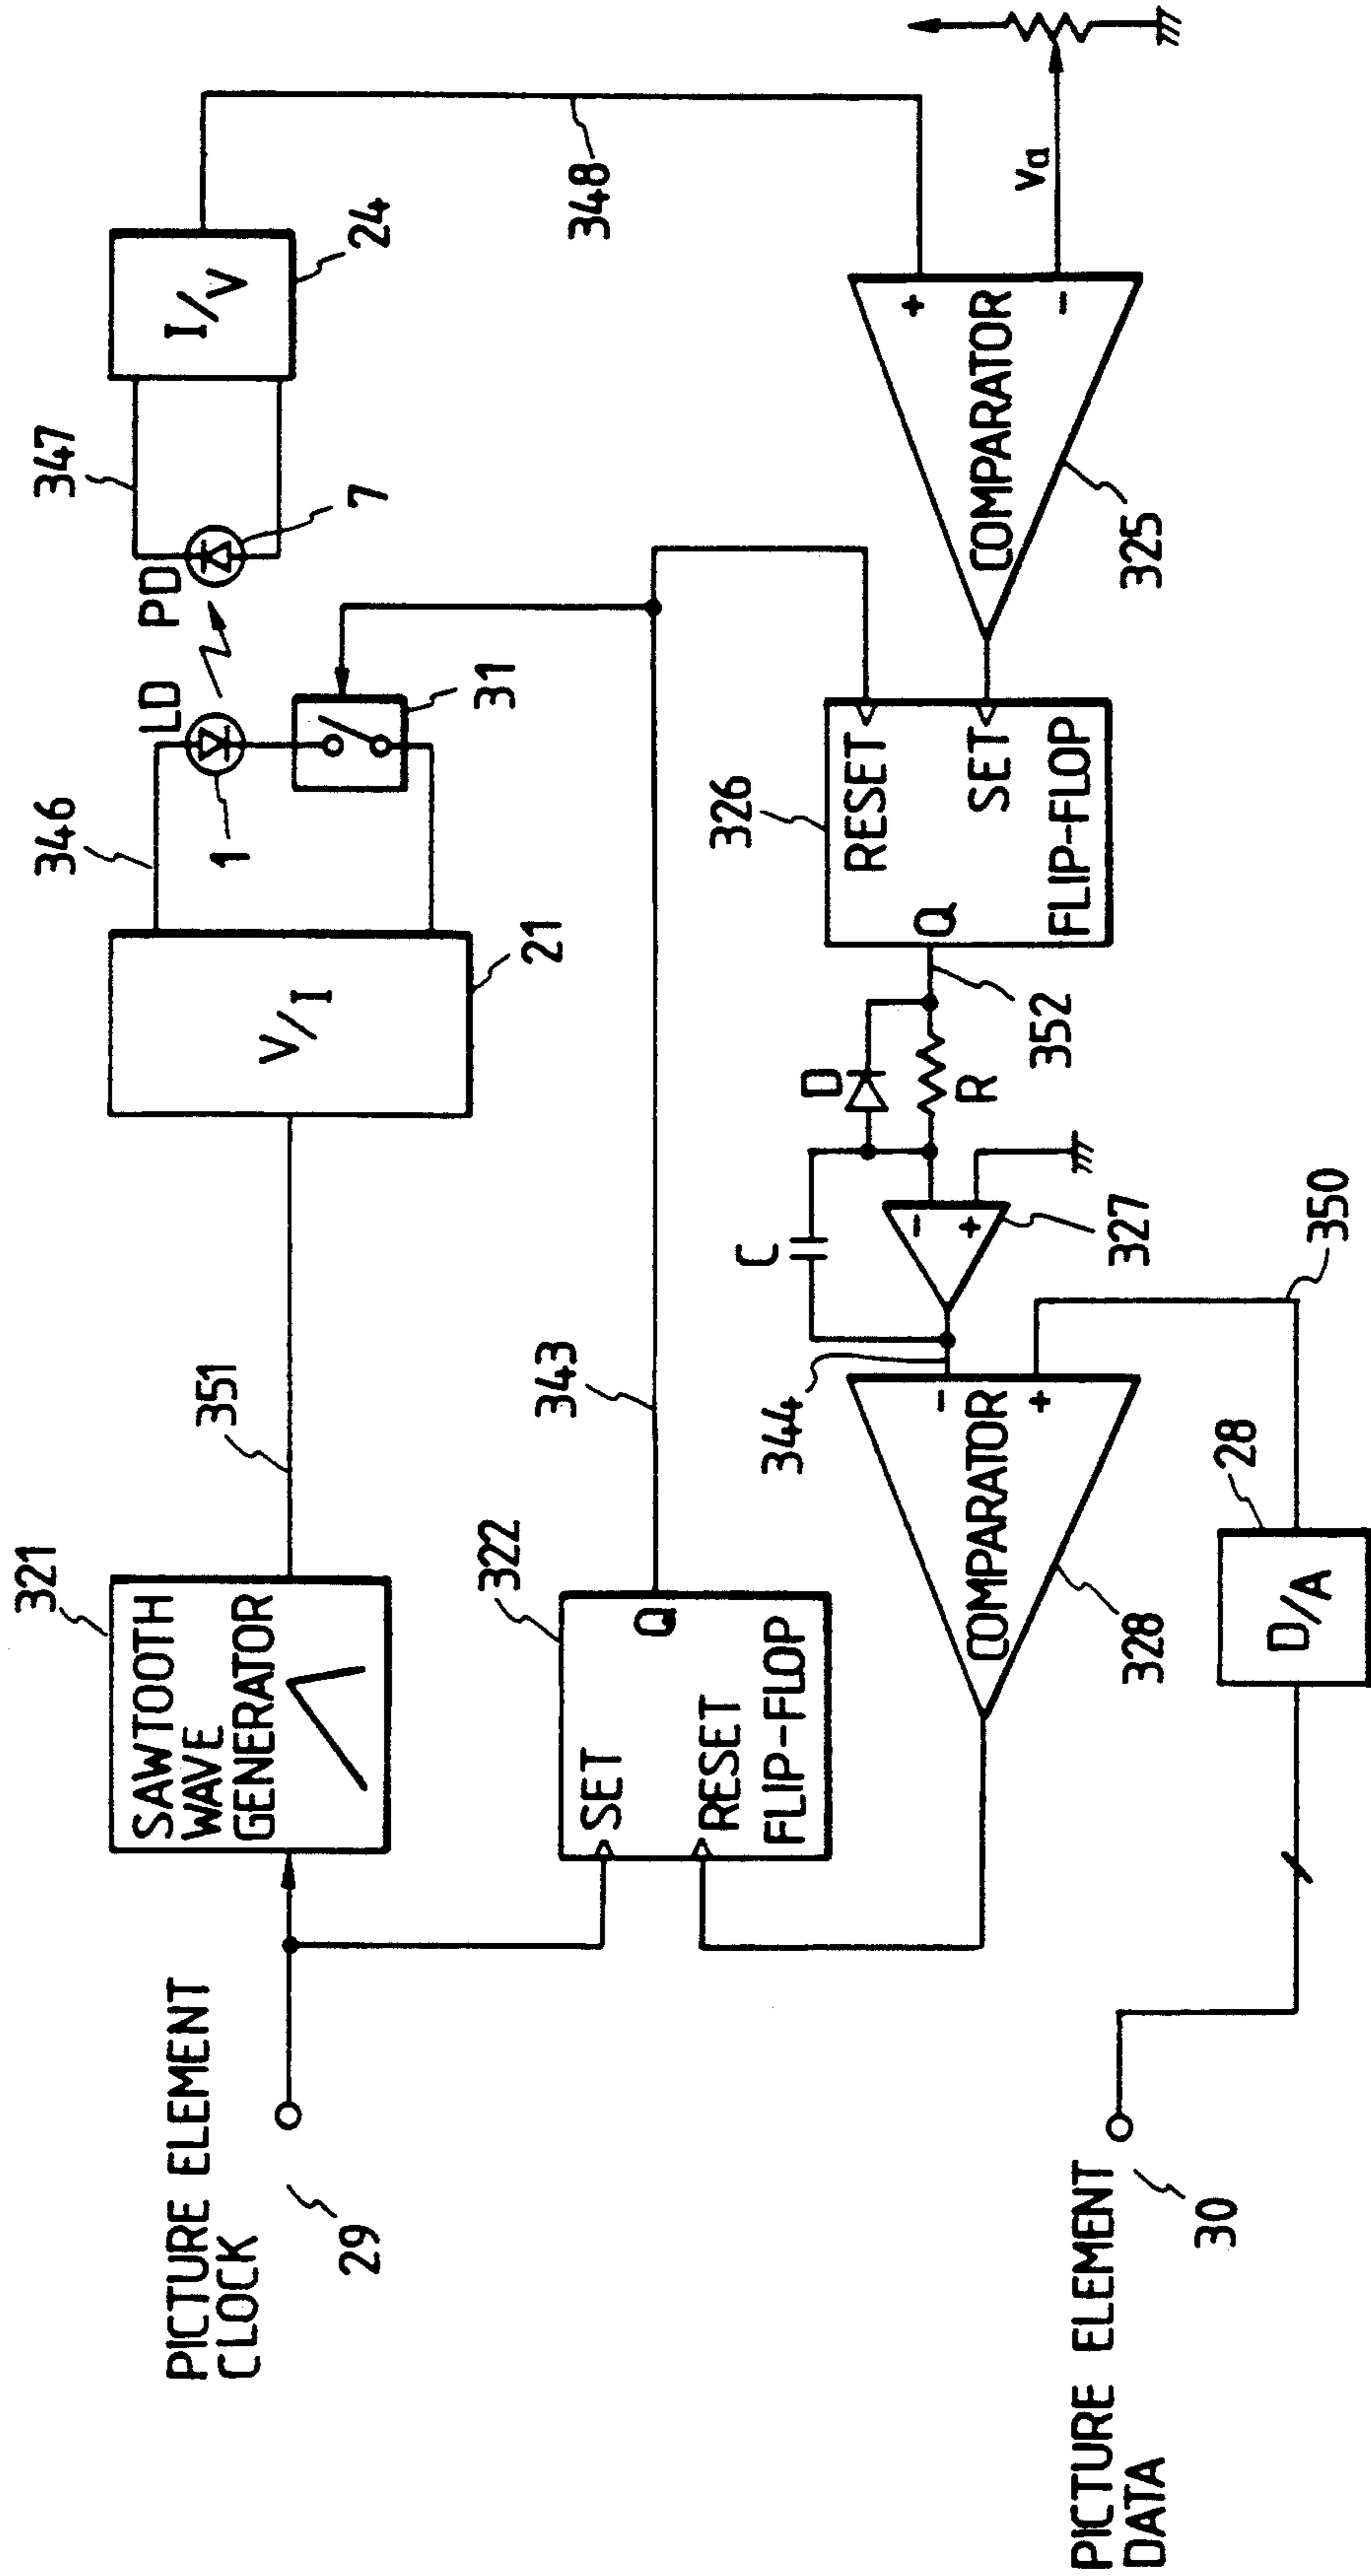 PICTURE ELEMENT
CLOCK
29
321
SAWTOOTH
WAVE
GENERATOR
351
V/I
21
346
LD
1
31
PD
7
347
I/V
24
348
322
SET
RESET
Q
FLIP-FLOP
343
326
RESET
SET
Q
FLIP-FLOP
352
D
R
C
-
+
327
344
-
+
COMPARATOR
328
+
-
COMPARATOR
325
Va
350
28
D/A
PICTURE ELEMENT
DATA
30